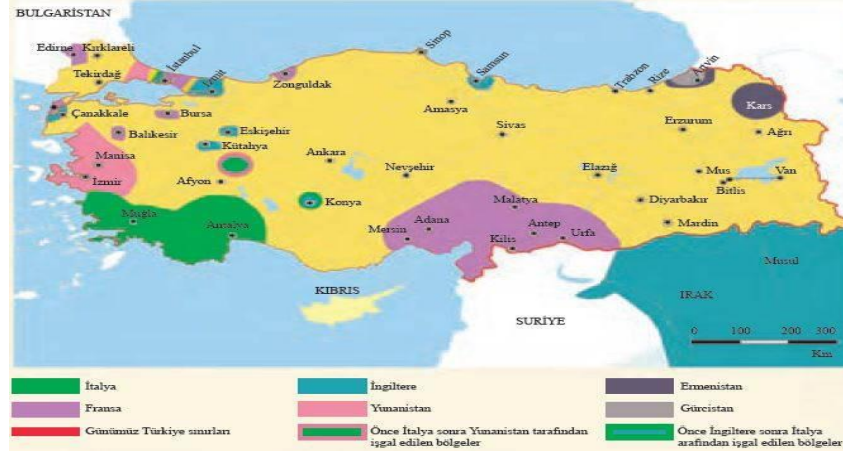 BULGARİSTAN
Edirne Kırklareli
Tekirdağ
İstanbul
İzmit
Zonguldak
Sinop
Samsun
Trabzon
Rize
Artvin
Kars
Çanakkale
Bursa
Balıkesir
Eskişehir
Kütahya
Amasya
Sivas
Erzurum
Ağrı
Manisa
İzmir
Afyon
Ankara
Nevşehir
Elazığ
Mus
Bitlis
Van
Muğla
Antalya
Konya
Mersin
Adana
Malatya
Antep
Kilis
Urfa
Diyarbakır
Mardin
Musul
KIBRIS
SURİYE
IRAK
0 100 200 300
Km
İtalya
İngiltere
Ermenistan
Fransa
Yunanistan
Gürcistan
Günümüz Türkiye sınırları
Önce İtalya sonra Yunanistan tarafından
işgal edilen bölgeler
Önce İngiltere sonra İtalya
arafından işgal edilen bölgeler